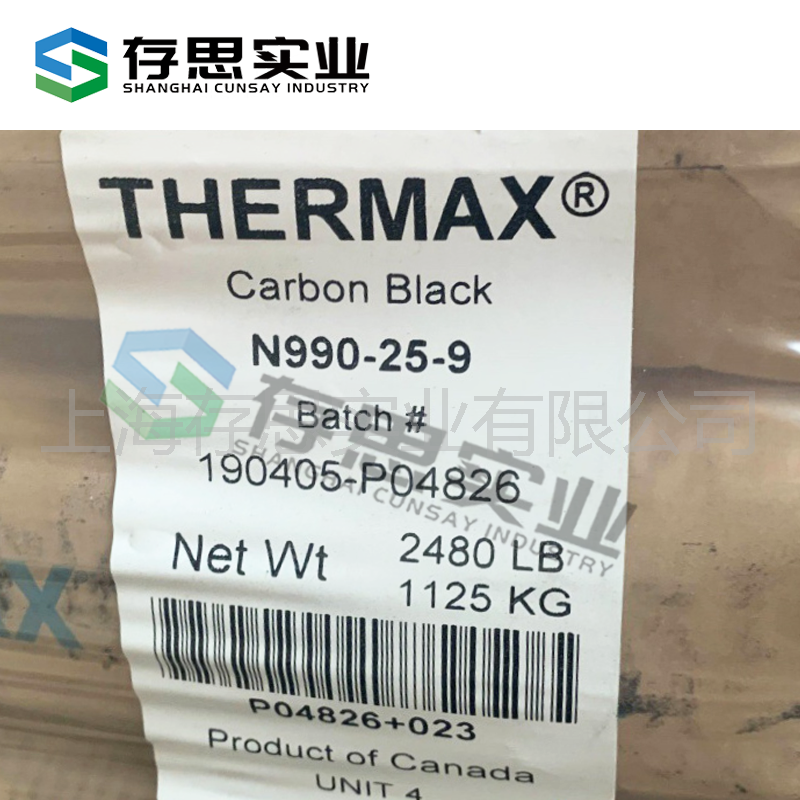 存思实业
SHANGHAI CUNSAY INDUSTRY
THERMAX®
Carbon Black
N990-25-9
Batch #
上海存思实业有限公司
存思实业
SHANGHAI CUNSAY INDUSTRY
190405-P04826
Net Wt 2480 LB
1125 KG
P04826+023
Product of Canada
UNIT 4
AX